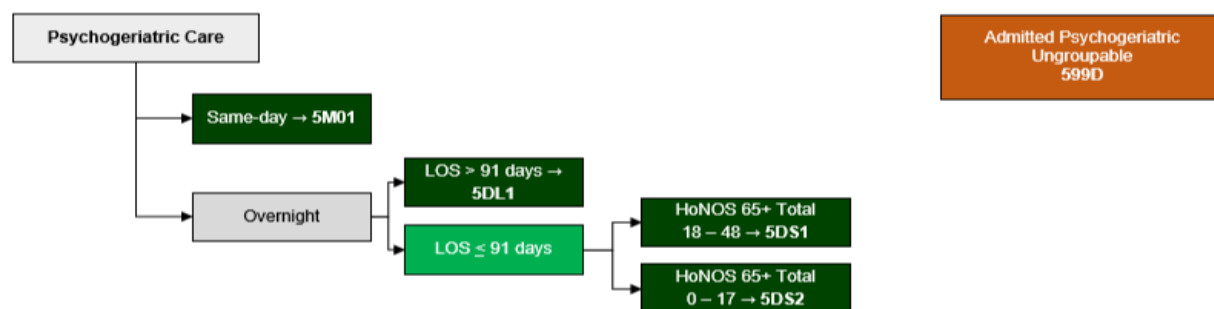 Psychogeriatric Care
Admitted Psychogeriatric
Ungroupable
599D
Same-day → 5M01
LOS > 91 days →
5DL1
Overnight
HoNOS 65+ Total
18 – 48 → 5DS1
LOS ≤ 91 days
HoNOS 65+ Total
0 – 17 → 5DS2